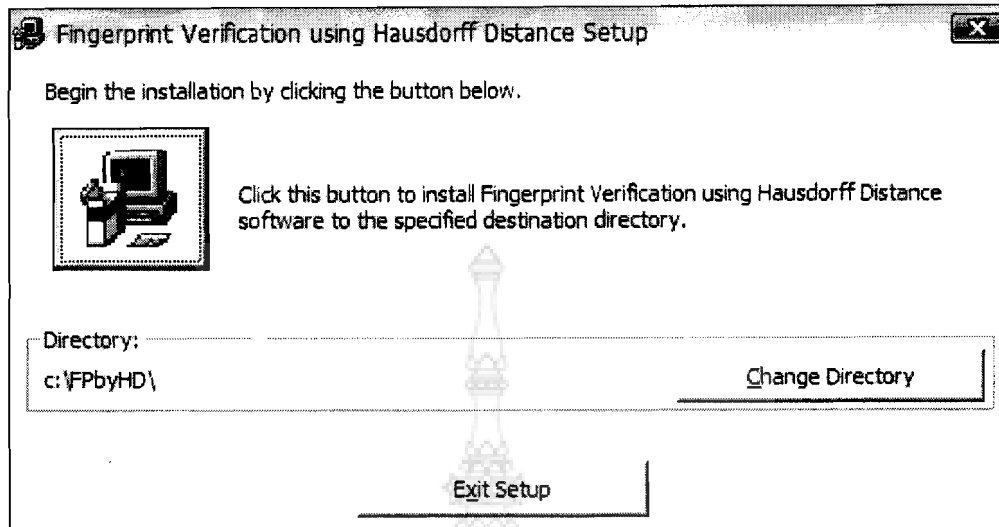 Fingerprint Verification using Hausdorff Distance Setup
Begin the installation by clicking the button below.
Click this button to install Fingerprint Verification using Hausdorff Distance
software to the specified destination directory.
Directory:
c:\FPbyHD\
Change Directory
Exit Setup